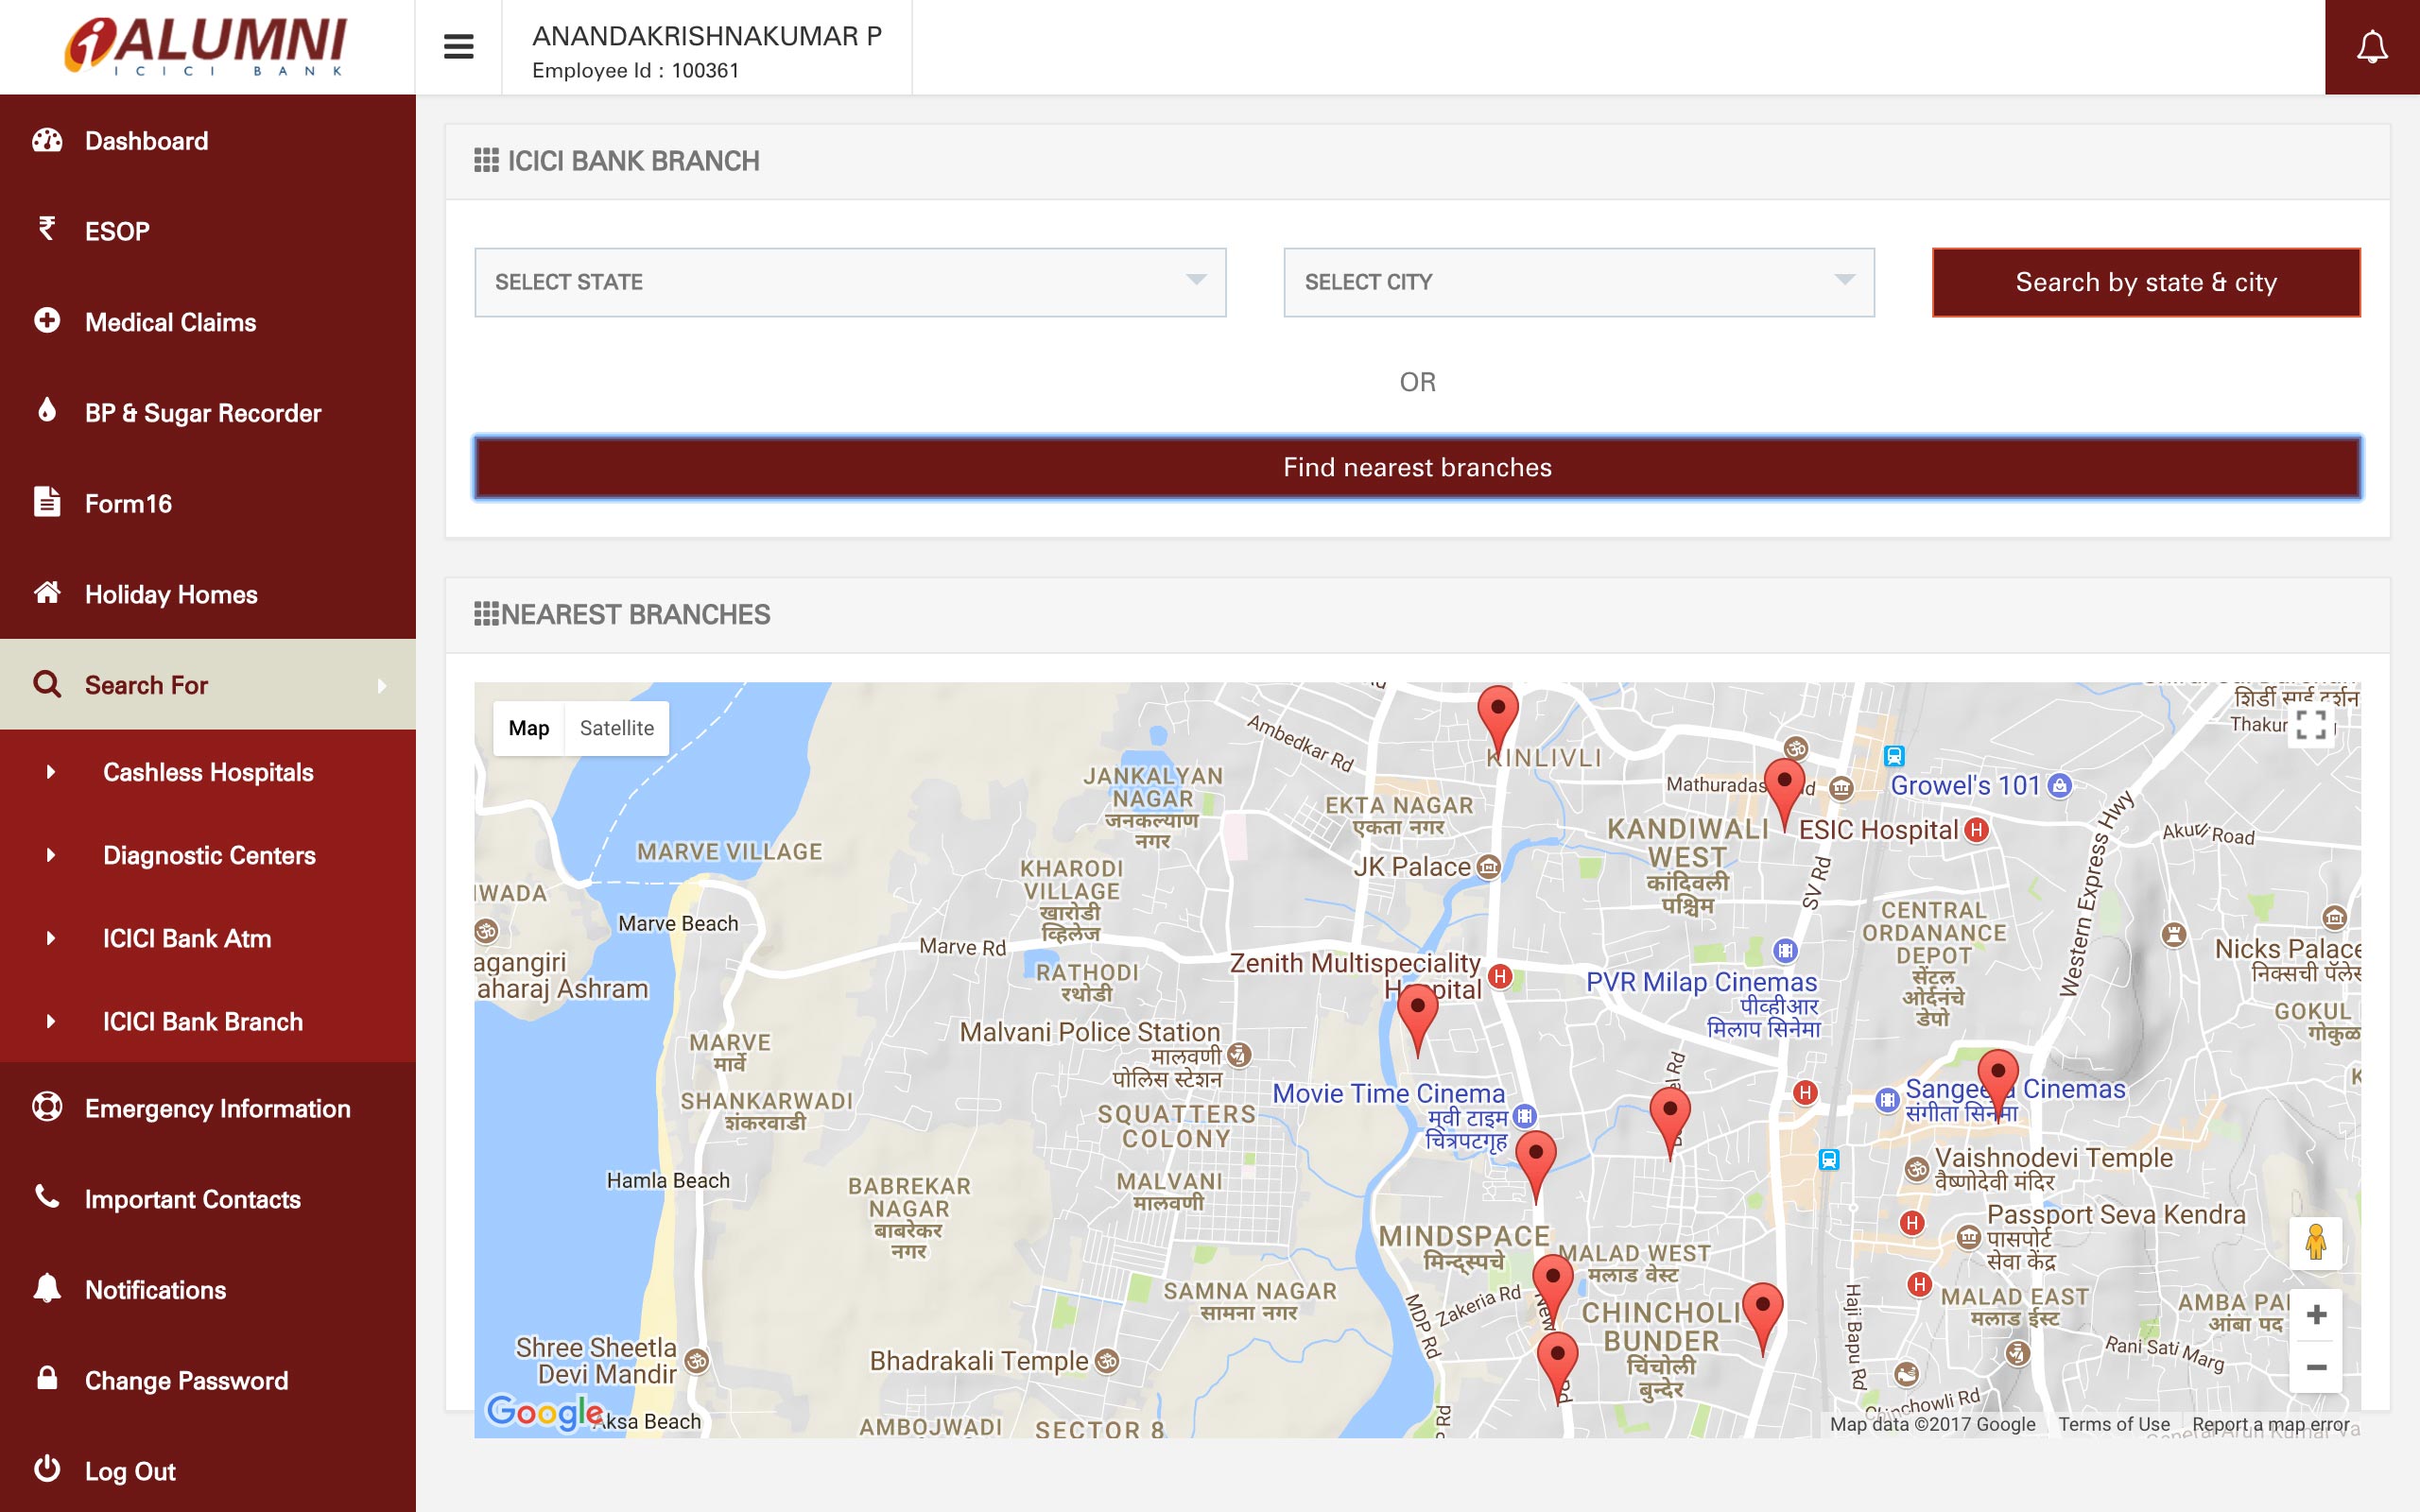 iALUMNI
ICICI BANK
ANANDAKRISHNAKUMAR P
Employee Id : 100361
Dashboard
ESOP
Medical Claims
BP & Sugar Recorder
Form16
Holiday Homes
Search For
Cashless Hospitals
Diagnostic Centers
ICICI Bank Atm
ICICI Bank Branch
Emergency Information
Important Contacts
Notifications
Change Password
Log Out
ICICI BANK BRANCH
SELECT STATE
SELECT CITY
Search by state & city
OR
Find nearest branches
NEAREST BRANCHES
Map
Satellite
Ambedkar Rd
KINLIVLI
शिर्डी साई दर्शन
JANKALYAN
NAGAR
जनकल्याण
नगर
EKTA NAGAR
एकता नगर
Growel's 101
Akurli Road
Western Express Hwy
KANDIWALI
WEST
कांदिवली
पश्चिम
ESIC Hospital
SV Rd
MARVE VILLAGE
KHARODI
VILLAGE
खारोडी
व्हिलेज
JK Palace
Marve Beach
Marve Rd
CENTRAL
ORDANANCE
DEPOT
सेंटल
ओर्दनंचे
डेपो
Nicks Palace
agangiri
aharaj Ashram
RATHODI
रथोडी
Zenith Multispeciality
Hospital
PVR Milap Cinemas
पीव्हीआर
मिलाप सिनेमा
GOKUL
MARVE
मार्वे
Malvani Police Station
मालवणी
पोलिस स्टेशन
SHANKARWADI
शंकरवाडी
SQUATTERS
COLONY
Movie Time Cinema
मूवी टाइम
चित्रपटगृह
Sangeeta Cinemas
संगीता सिनेमा
Hamla Beach
BABREKAR
NAGAR
बाबरेकर
नगर
MALVANI
मालवणी
Vaishnodevi Temple
वैष्णोदेवी मंदिर
Passport Seva Kendra
पासपोर्ट
सेवा केंद्र
MINDSPACE
मिन्द्स्पचे
MALAD WEST
मलाड वेस्ट
SAMNA NAGAR
सामना नगर
MDP Rd
Zakeria Rd
New
CHINCHOLI
BUNDER
चिंचोली
बुन्देर
Haji Bapu Rd
MALAD EAST
मलाड ईस्ट
AMBA PA
आंबा पद
Rani Sati Marg
Shree Sheetla
Devi Mandir
Bhadrakali Temple
Chinchowli Rd
Google
Aksa Beach
AMBOJWADI
SECTOR 8
Map data ©2017 Google
Terms of Use
Report a map error